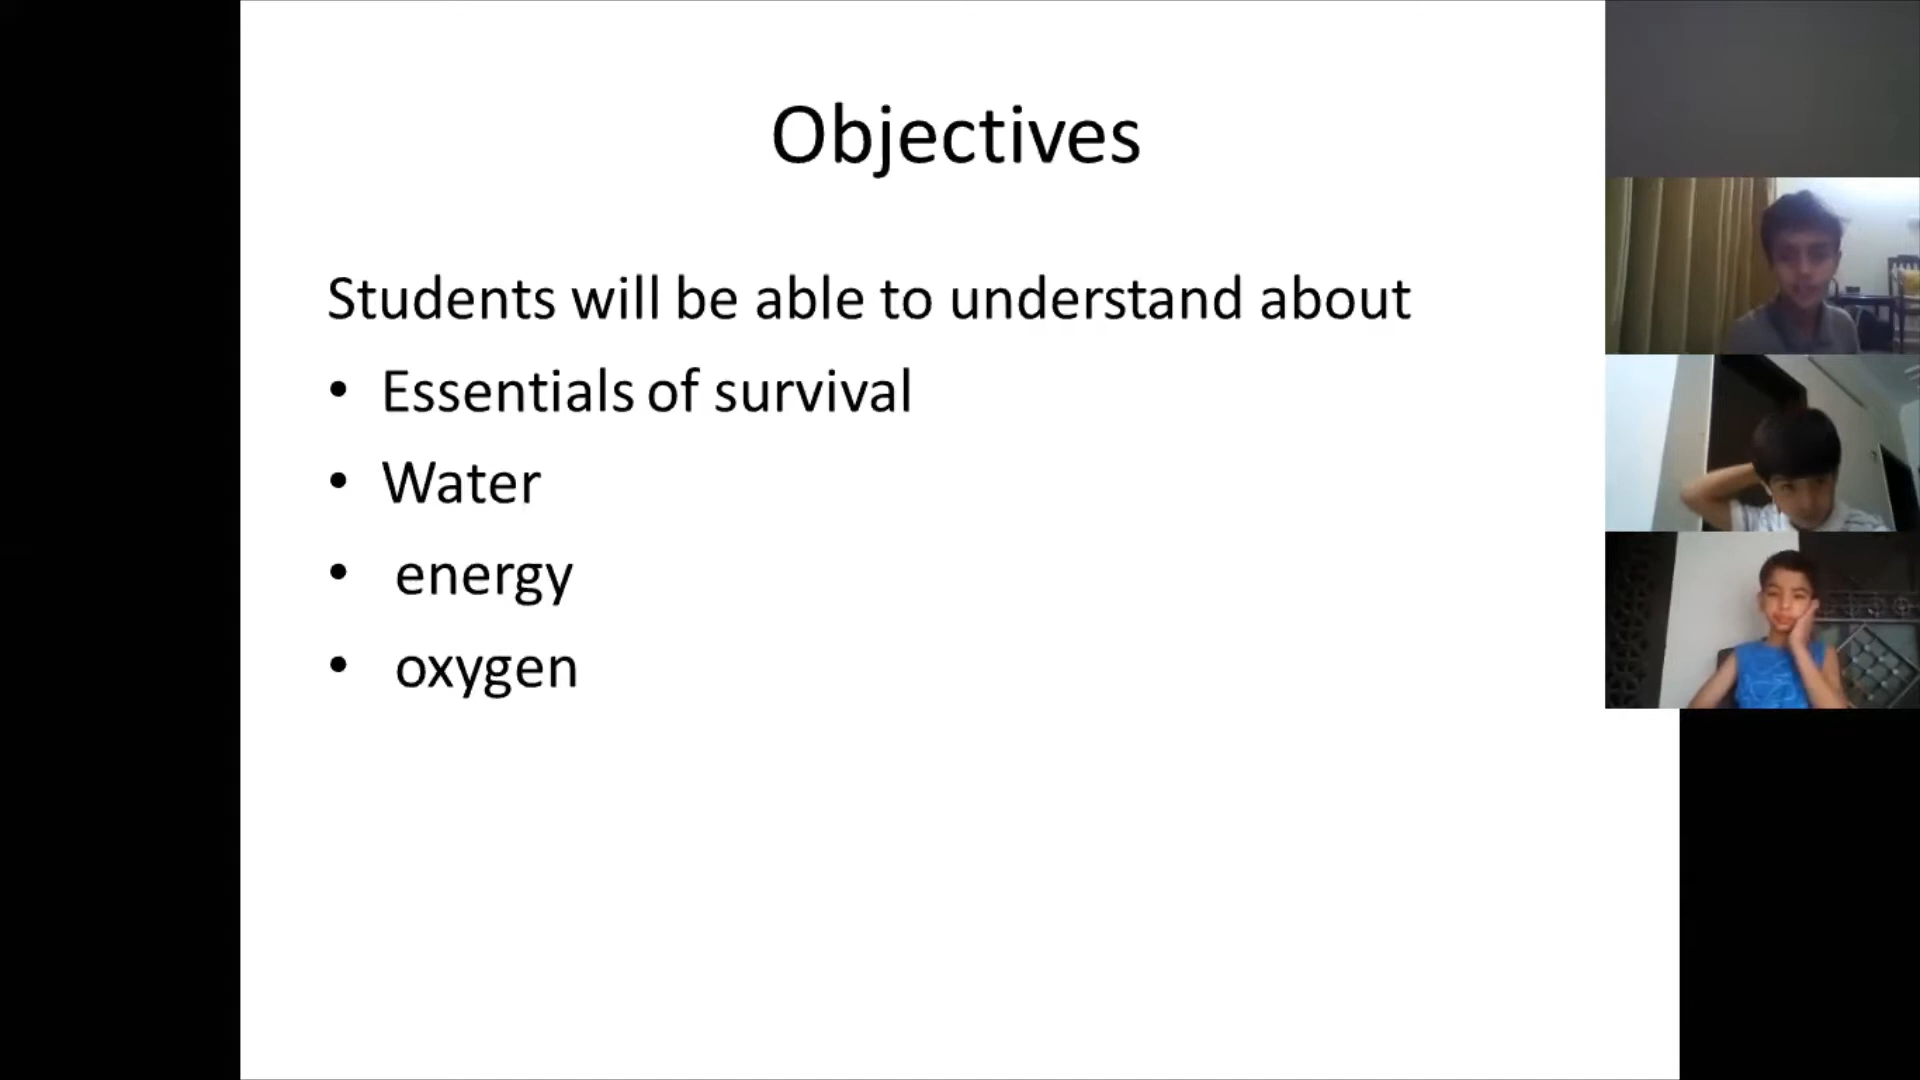 Objectives
Students will be able to understand about
• Essentials of survival
• Water
• energy
• oxygen